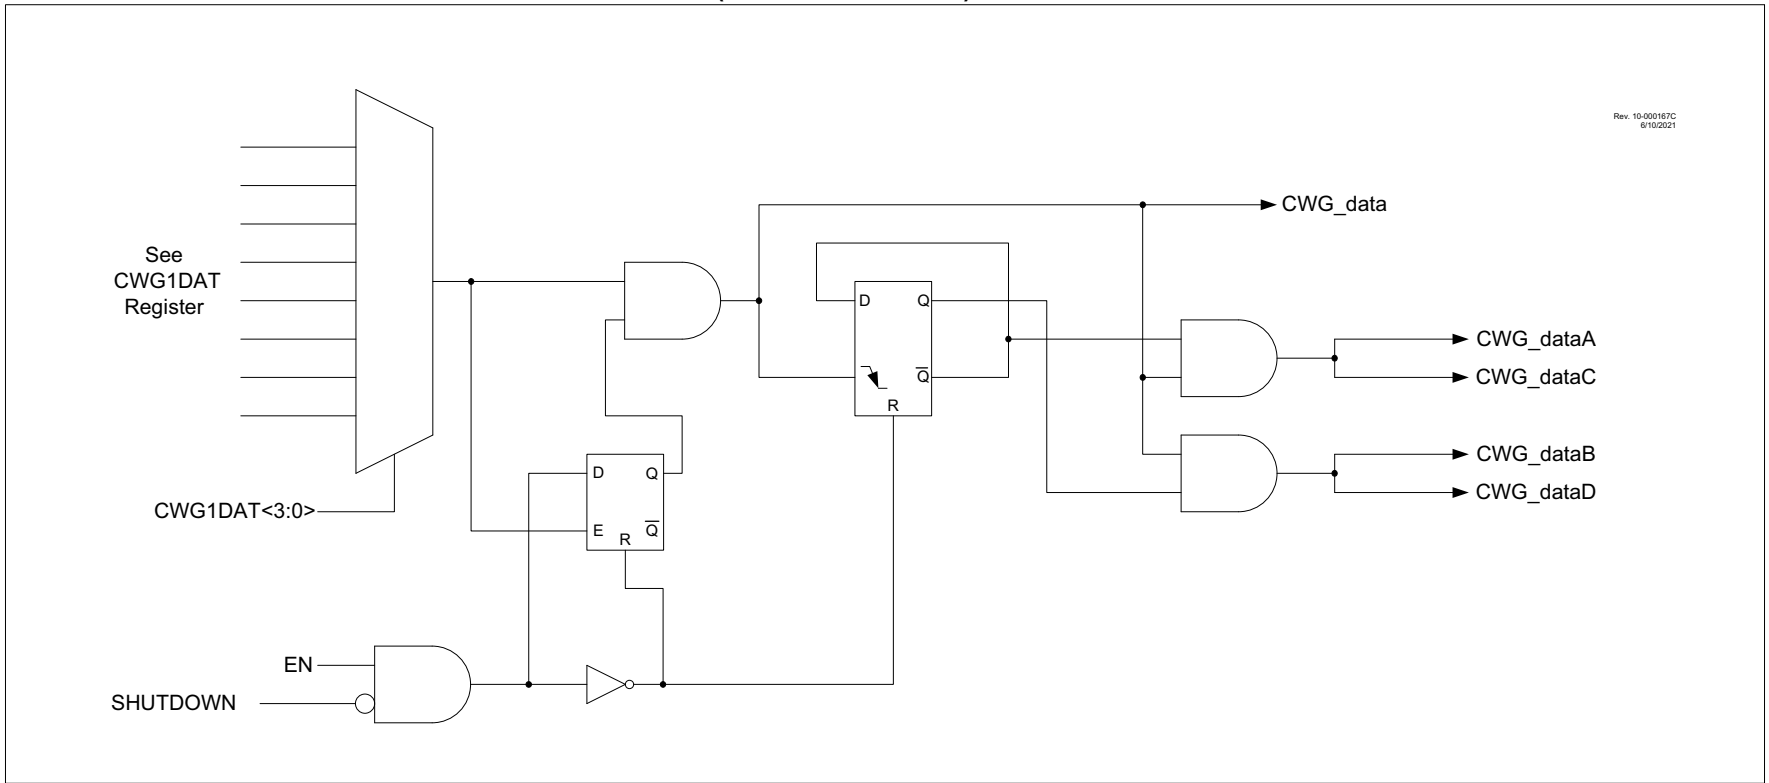 Rev. 10-000167C
6/10/2021
CWG_data
See
CWG1DAT
Register
D
Q
R
Q
CWG_dataA
CWG_dataC
D
Q
E
R
Q
CWG_dataB
CWG_dataD
CWG1DAT<3:0>
EN
SHUTDOWN